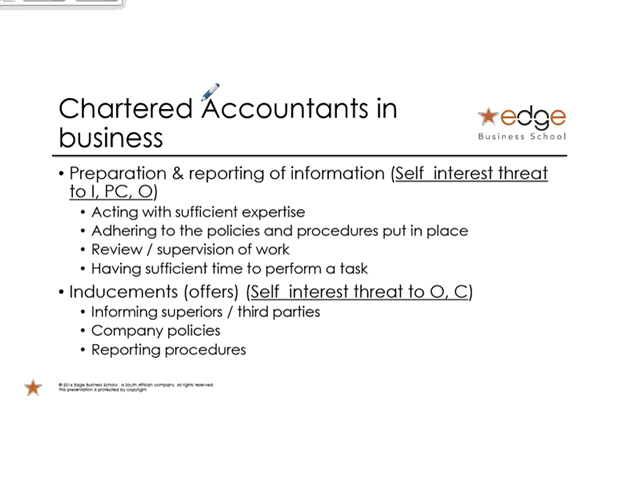 Chartered Accountants in
business
edge
Business School
• Preparation & reporting of information (Self interest threat
to I, PC, O)
• Acting with sufficient expertise
• Adhering to the policies and procedures put in place
• Review / supervision of work
• Having sufficient time to perform a task
• Inducements (offers) (Self interest threat to O, C)
• Informing superiors / third parties
• Company policies
• Reporting procedures
© 2016 Edge Business School, a South African company. All rights reserved.
This presentation is protected by copyright.